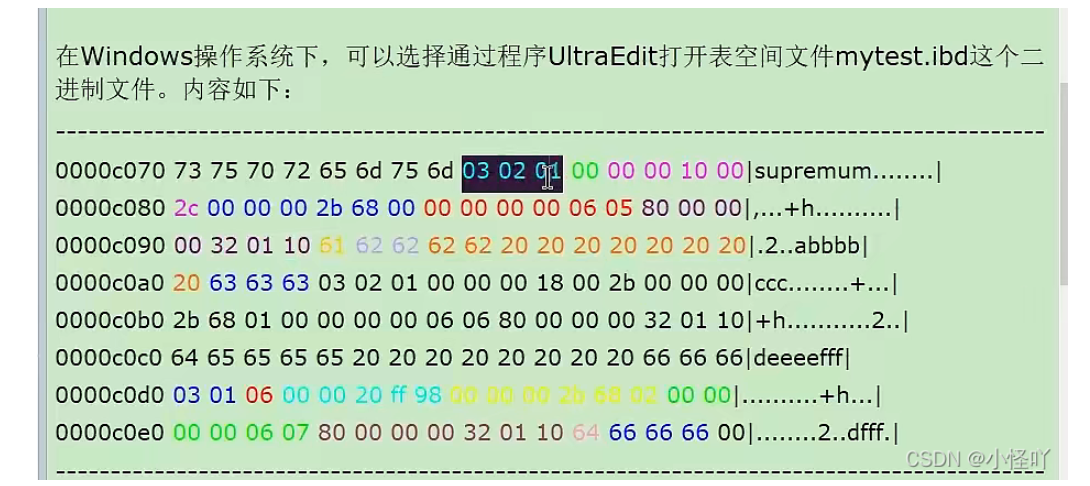 在Windows操作系统下，可以选择通过程序UltraEdit打开表空间文件mytest.ibd这个二
进制文件。内容如下：
--------------------------------------------------------------------------------
0000c070 73 75 70 72 65 6d 75 6d 03 02 01 00 00 00 10 00|supremum........|
0000c080 2c 00 00 00 2b 68 00 00 00 00 00 06 05 80 00 00|,...+h..........|
0000c090 00 32 01 10 61 62 62 62 62 20 20 20 20 20 20 20|.2..abbbb|
0000c0a0 20 63 63 63 03 02 01 00 00 00 18 00 2b 00 00 00|ccc........+...|
0000c0b0 2b 68 01 00 00 00 00 06 06 80 00 00 00 32 01 10|+h...........2..|
0000c0c0 64 65 65 65 65 20 20 20 20 20 20 20 20 66 66 66|deeeefff|
0000c0d0 03 01 06 00 00 20 ff 98 00 00 00 2b 68 02 00 00|..........+h...|
0000c0e0 00 00 06 07 80 00 00 00 32 01 10 64 66 66 66 00|........2..dfff.|
--------------------------------------------------------------------------------
CSDN @小怪吖